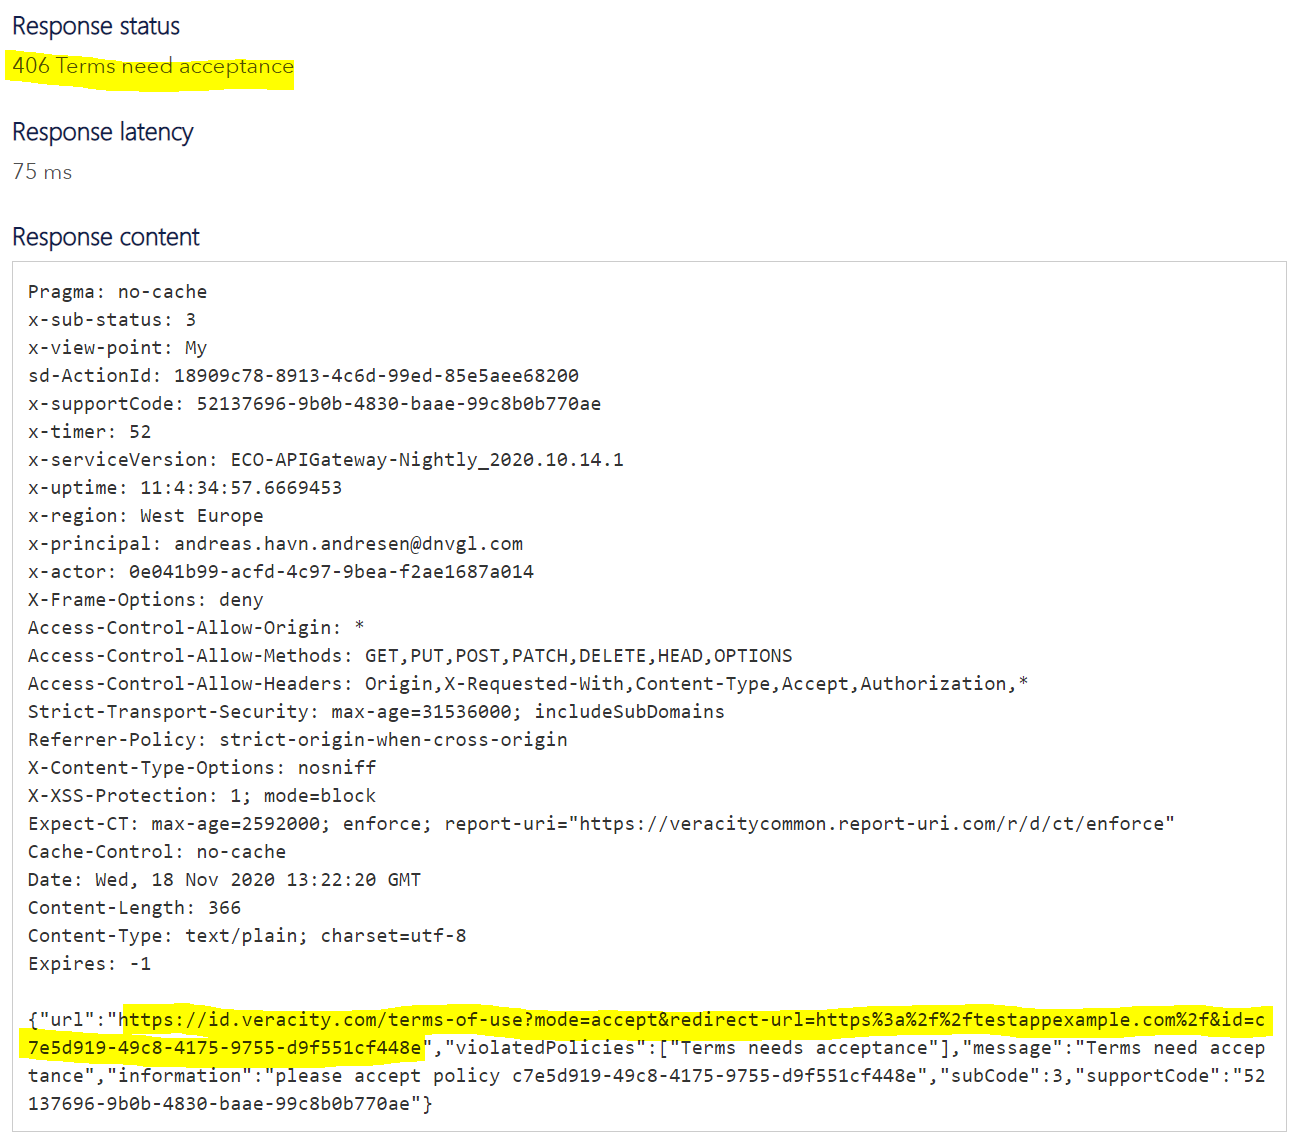 Response status
406 Terms need acceptance
Response latency
75 ms
Response content
Pragma: no-cache
x-sub-status: 3
x-view-point: My
sd-ActionId: 18909c78-8913-4c6d-99ed-85e5aee68200
x-supportCode: 52137696-9b0b-4830-baae-99c8b0b770ae
x-timer: 52
x-serviceVersion: ECO-APIGateway-Nightly_2020.10.14.1
x-uptime: 11:4:34:57.6669453
x-region: West Europe
x-principal: andreas.havn.andresen@dnvgl.com
x-actor: 0e041b99-acfd-4c97-9bea-f2ae1687a014
X-Frame-Options: deny
Access-Control-Allow-Origin: *
Access-Control-Allow-Methods: GET,PUT,POST,PATCH,DELETE,HEAD,OPTIONS
Access-Control-Allow-Headers: Origin,X-Requested-With,Content-Type,Accept,Authorization,*
Strict-Transport-Security: max-age=31536000; includeSubDomains
Referrer-Policy: strict-origin-when-cross-origin
X-Content-Type-Options: nosniff
X-XSS-Protection: 1; mode=block
Expect-CT: max-age=2592000; enforce; report-uri="https://veracitycommon.report-uri.com/r/d/ct/enforce"
Cache-Control: no-cache
Date: Wed, 18 Nov 2020 13:22:20 GMT
Content-Length: 366
Content-Type: text/plain; charset=utf-8
Expires: -1
{"url":"https://id.veracity.com/terms-of-use?mode=accept&redirect-url=https%3a%2f%2ftestappexample.com%2f&id=c
7e5d919-49c8-4175-9755-d9f551cf448e","violatedPolicies":["Terms needs acceptance"],"message":"Terms need accep
tance","information":"please accept policy c7e5d919-49c8-4175-9755-d9f551cf448e","subCode":3,"supportCode":"52
137696-9b0b-4830-baae-99c8b0b770ae"}